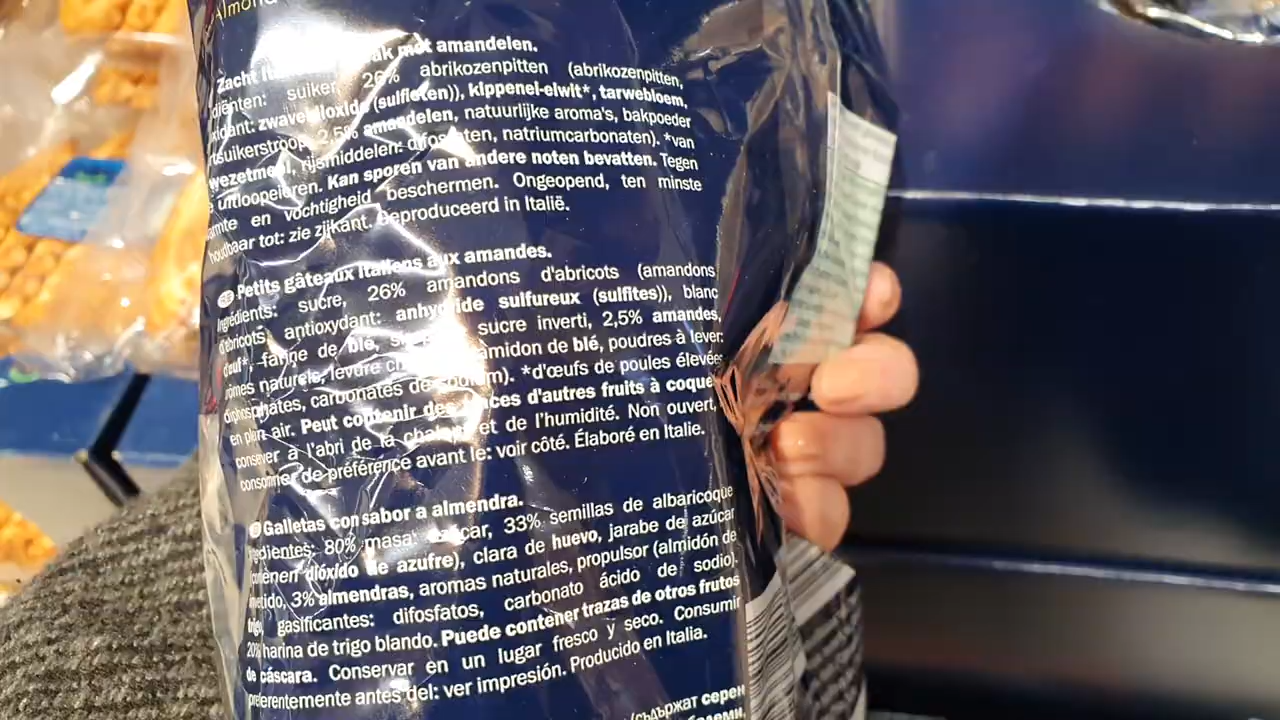 Almond
Zacht met amandelen.
suiker, 26% abrikozenpitten (abrikozenpitten,
zwaveldioxide (sulfieten)), kippenei-eiwit*, tarwebloem,
2,5% amandelen, natuurlijke aroma's, bakpoeder
rijsmiddelen: natriumcarbonaten). *van
uitloopeieren. Kan sporen van andere noten bevatten. Tegen
en vochtigheid beschermen. Ongeopend, ten minste
houdbaar tot: zie zijkant. Geproduceerd in Italië.
Petits gâteaux italiens aux amandes.
Ingrédients: sucre, 26% amandons d'abricots (amandons
d'abricots, antioxydant: anhydride sulfureux (sulfites)), blanc
d'œuf*, farine de blé, sucre inverti, 2,5% amandes,
arômes naturels, levure amidon de blé, poudres à lever:
diphosphates, carbonates de sodium). *d'œufs de poules élevées
en plein air. Peut contenir des traces d'autres fruits à coque.
conserver à l'abri de la chaleur et de l'humidité. Non ouvert,
consommer de préférence avant le: voir côté. Élaboré en Italie.
Galletas con sabor a almendra.
Ingredientes: 80% masa: azúcar, 33% semillas de albaricoque
(contienen dióxido de azufre), clara de huevo, jarabe de azúcar
invertido, 3% almendras, aromas naturales, propulsor (almidón de
trigo, gasificantes: difosfatos, carbonato ácido de sodio).
20% harina de trigo blando. Puede contener trazas de otros frutos
de cáscara. Conservar en un lugar fresco y seco. Consumir
preferentemente antes del: ver impresión. Producido en Italia.
(съдържат серен